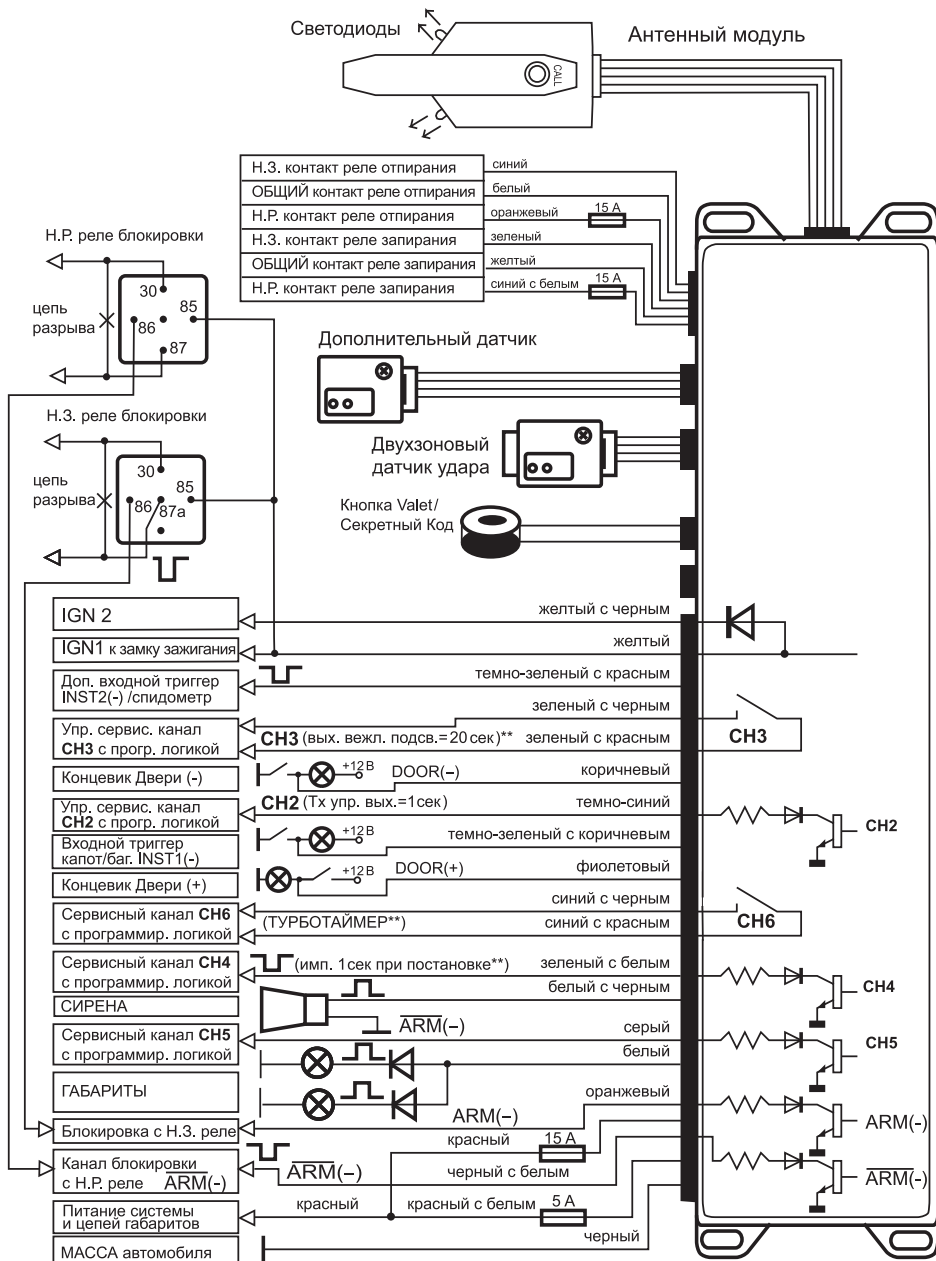 Светодиоды
Антенный модуль
CALL
Н.З. контакт реле отпирания
синий
ОБЩИЙ контакт реле отпирания
белый
Н.Р. контакт реле отпирания
оранжевый
15 А
Н.З. контакт реле запирания
зеленый
ОБЩИЙ контакт реле запирания
желтый
Н.Р. контакт реле запирания
синий с белым
15 А
Н.Р. реле блокировки
30
85
86
87
цепь
разрыва
Дополнительный датчик
Н.З. реле блокировки
30
85
86
87а
цепь
разрыва
Двухзоновый
датчик удара
Кнопка Valet/
Секретный Код
IGN 2
желтый с черным
IGN1 к замку зажигания
желтый
Доп. входной триггер
INST2(-) /спидометр
темно-зеленый с красным
Упр. сервис. канал
CH3 с прогр. логикой
зеленый с черным
CH3 (вых. вежл. подсв.=20 сек)**
зеленый с красным
CH3
Концевик Двери (-)
+12 В
DOOR(–)
коричневый
Упр. сервис. канал
CH2 с прогр. логикой
CH2 (Тх упр. вых.=1сек)
темно-синий
CH2
Входной триггер
капот/баг. INST1(-)
+12 В
темно-зеленый с коричневым
Концевик Двери (+)
+12 В
DOOR(+)
фиолетовый
Сервисный канал CH6
с программир. логикой
синий с черным
(ТУРБОТАЙМЕР**)
синий с красным
CH6
Сервисный канал CH4
с программир. логикой
(имп. 1сек при постановке**)
зеленый с белым
CH4
СИРЕНА
белый с черным
Сервисный канал CH5
с программир. логикой
ARM(–)
серый
CH5
ГАБАРИТЫ
белый
Блокировка с Н.З. реле
ARM(–)
оранжевый
ARM(-)
красный
15 А
Канал блокировки
с Н.Р. реле ARM(–)
ARM(–)
черный с белым
ARM(-)
Питание системы
и цепей габаритов
красный
красный с белым
5 А
МАССА автомобиля
черный